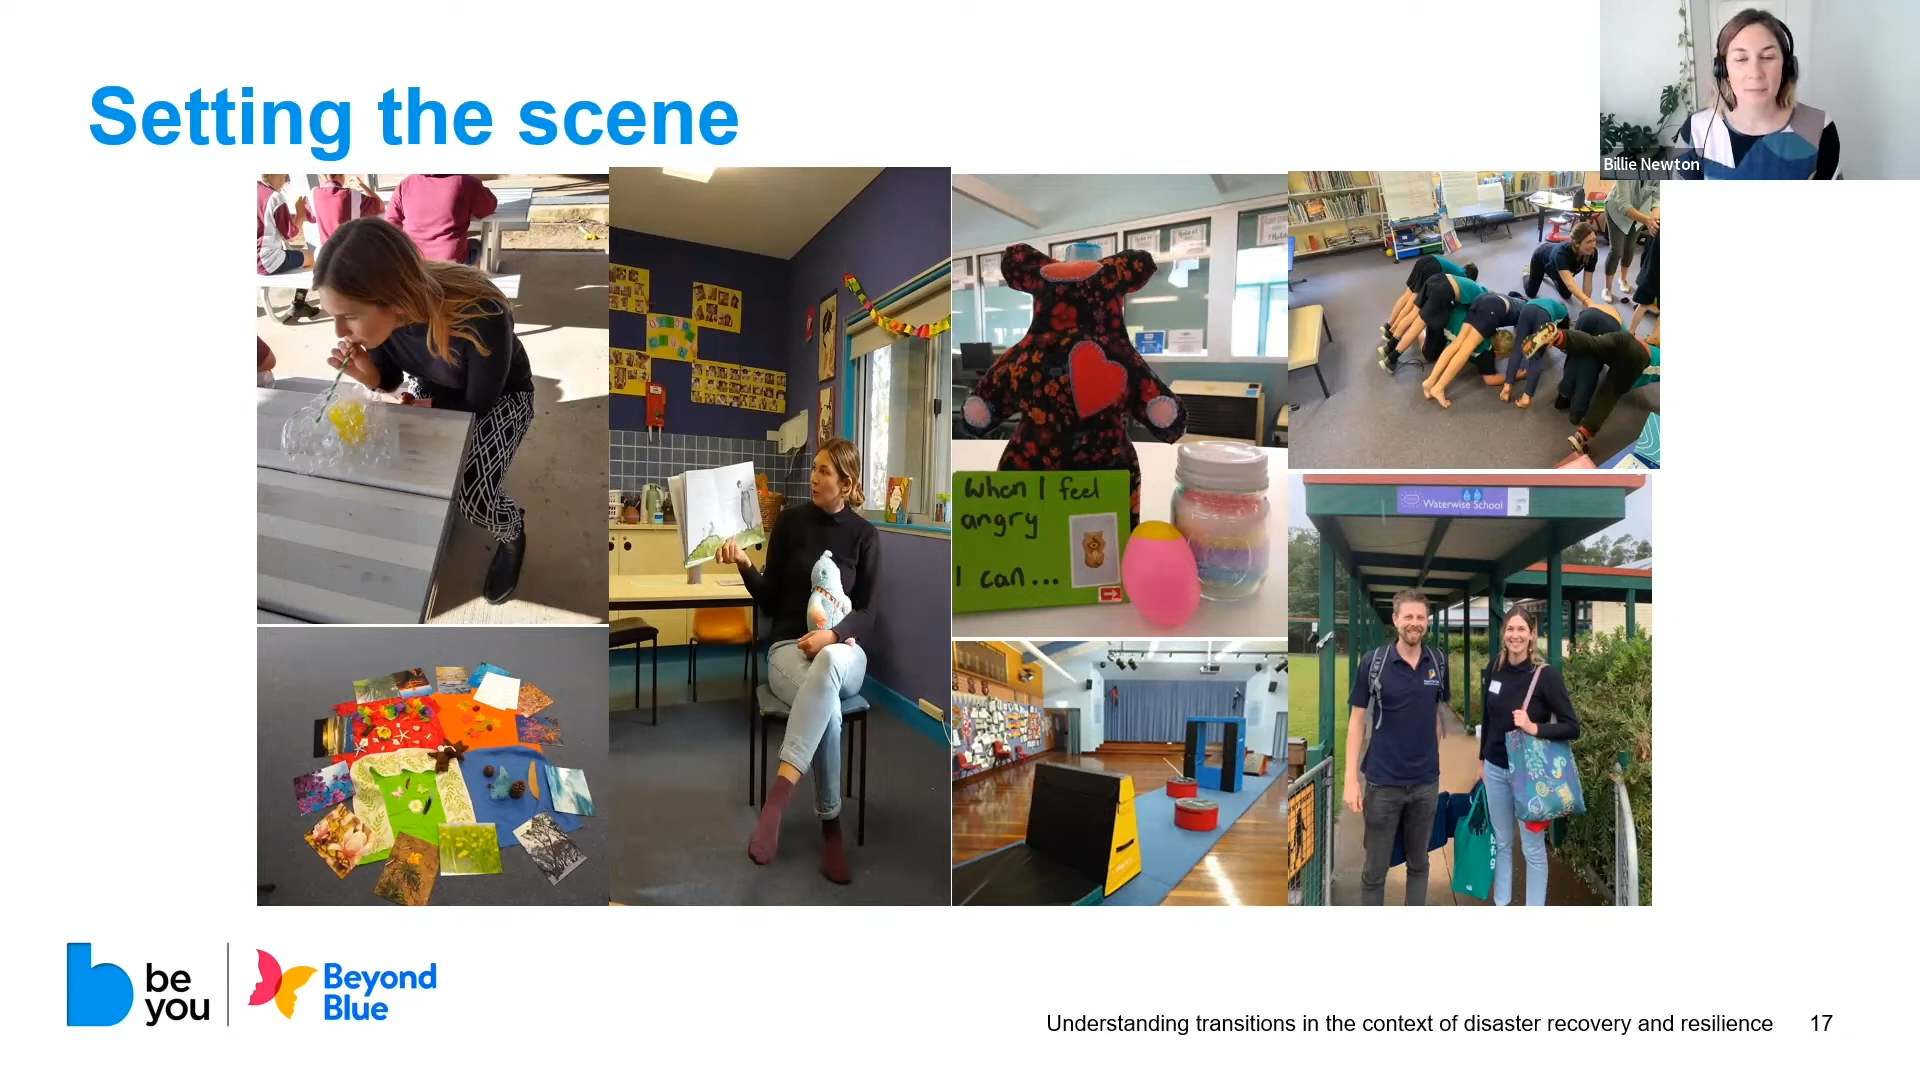 Setting the scene
Billie Newton
when I feel
angry
I can...
Waterwise School
be
you
Beyond
Blue
Understanding transitions in the context of disaster recovery and resilience 17